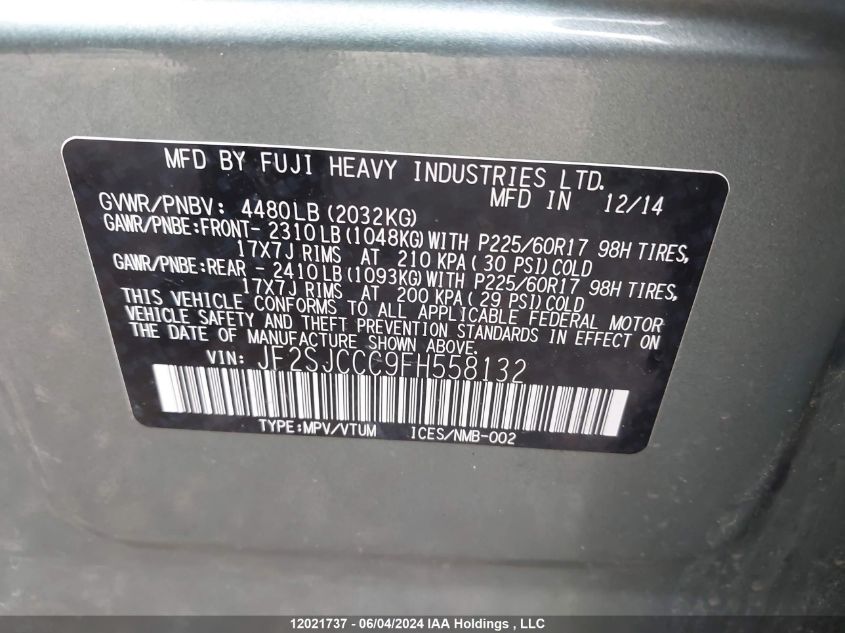 MFD BY FUJI HEAVY INDUSTRIES LTD.
MFD IN 12/14
GVWR/PNBV: 4480LB(2032KG)
GAWR/PNBE:FRONT- 2310LB(1048KG)WITH P225/60R17 98H TIRES,
17X7J RIMS AT 210 KPA(30 PSI)COLD
GAWR/PNBE:REAR - 2410LB(1093KG)WITH P225/60R17 98H TIRES,
17X7J RIMS AT 200 KPA(29 PSI)COLD
THIS VEHICLE CONFORMS TO ALL APPLICABLE FEDERAL MOTOR
VEHICLE SAFETY AND THEFT PREVENTION STANDARDS IN EFFECT ON
THE DATE OF MANUFACTURE SHOWN ABOVE.
VIN: JF2SJCCC9FH558132
TYPE:MPV/VTUM ICES/NMB-002
12021737 - 06/04/2024 IAA Holdings , LLC